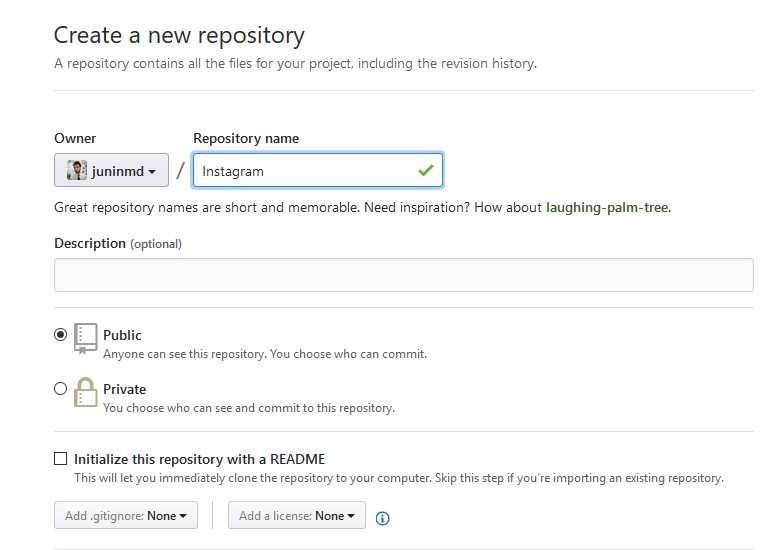 Create a new repository
A repository contains all the files for your project, including the revision history.
Owner
Repository name
juninmd / Instagram
Great repository names are short and memorable. Need inspiration? How about laughing-palm-tree.
Description (optional)
Public
Anyone can see this repository. You choose who can commit.
Private
You choose who can see and commit to this repository.
Initialize this repository with a README
This will let you immediately clone the repository to your computer. Skip this step if you're importing an existing repository.
Add .gitignore: None
Add a license: None